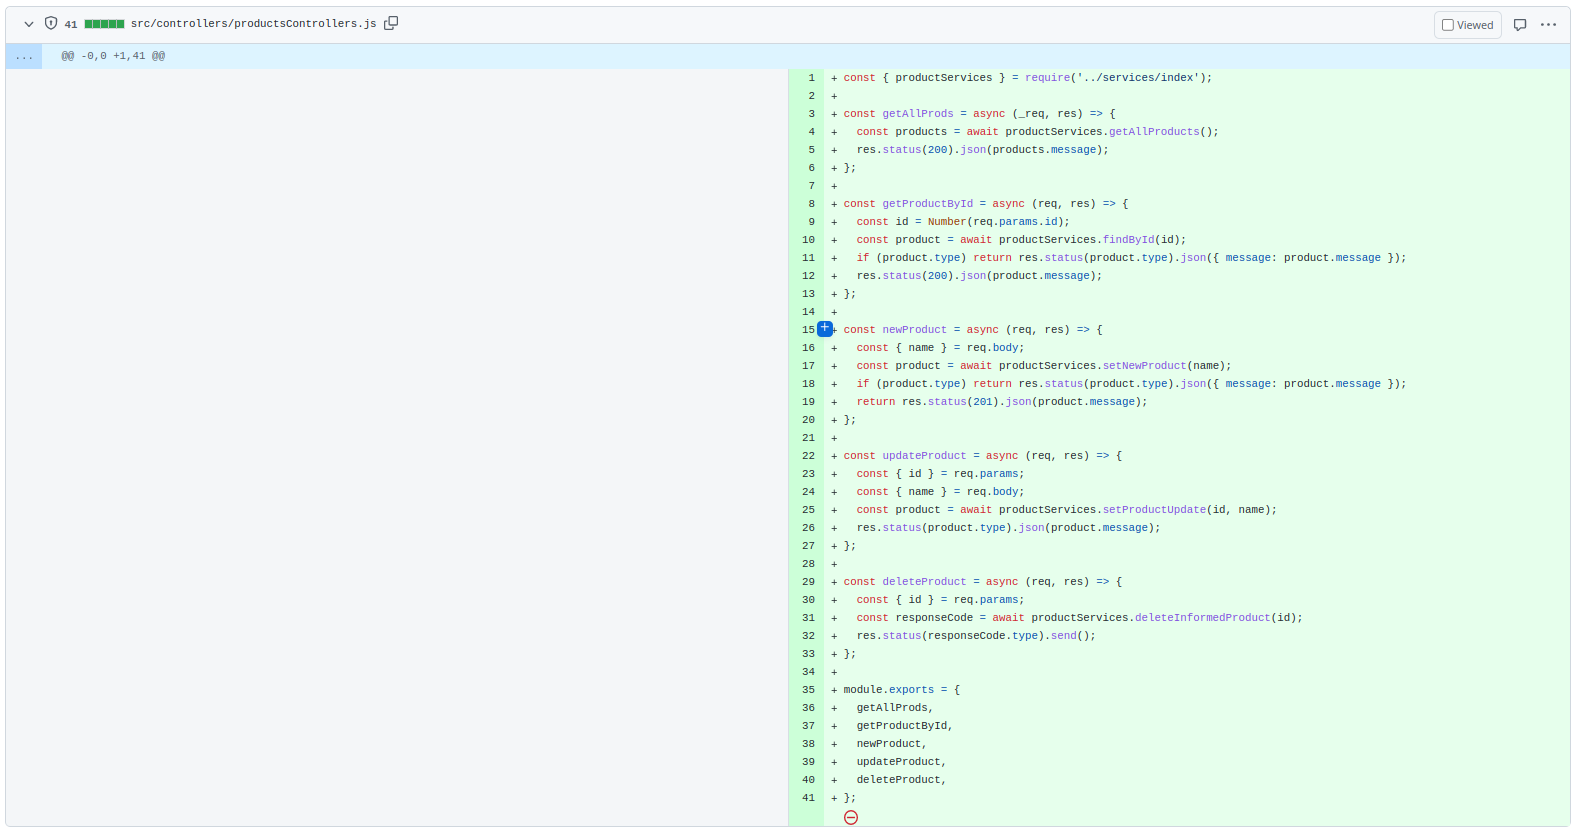 41 src/controllers/productsControllers.js Viewed ...
... @@ -0,0 +1,41 @@
1 + const { productServices } = require('../services/index');
2 +
3 + const getAllProds = async (_req, res) => {
4 +   const products = await productServices.getAllProducts();
5 +   res.status(200).json(products.message);
6 + };
7 +
8 + const getProductById = async (req, res) => {
9 +   const id = Number(req.params.id);
10 +   const product = await productServices.findById(id);
11 +   if (product.type) return res.status(product.type).json({ message: product.message });
12 +   res.status(200).json(product.message);
13 + };
14 +
15 + const newProduct = async (req, res) => {
16 +   const { name } = req.body;
17 +   const product = await productServices.setNewProduct(name);
18 +   if (product.type) return res.status(product.type).json({ message: product.message });
19 +   return res.status(201).json(product.message);
20 + };
21 +
22 + const updateProduct = async (req, res) => {
23 +   const { id } = req.params;
24 +   const { name } = req.body;
25 +   const product = await productServices.setProductUpdate(id, name);
26 +   res.status(product.type).json(product.message);
27 + };
28 +
29 + const deleteProduct = async (req, res) => {
30 +   const { id } = req.params;
31 +   const responseCode = await productServices.deleteInformedProduct(id);
32 +   res.status(responseCode.type).send();
33 + };
34 +
35 + module.exports = {
36 +   getAllProds,
37 +   getProductById,
38 +   newProduct,
39 +   updateProduct,
40 +   deleteProduct,
41 + };